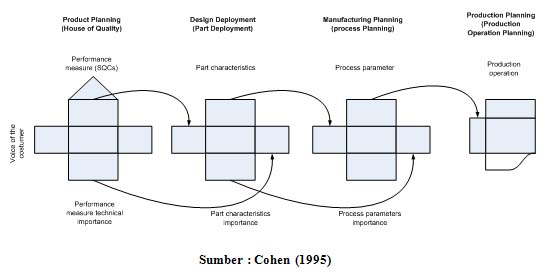 Product Planning
(House of Quality)
Design Deployment
(Part Deployment)
Manufacturing Planning
(process Planning)
Production Planning
(Production
Operation Planning)
Performance
measure (SQCs)
Part characteristics
Process parameter
Production
operation
Voice of the
costumer
Performance
measure technical
importance
Part characteristics
importance
Process parameters
importance
Sumber : Cohen (1995)